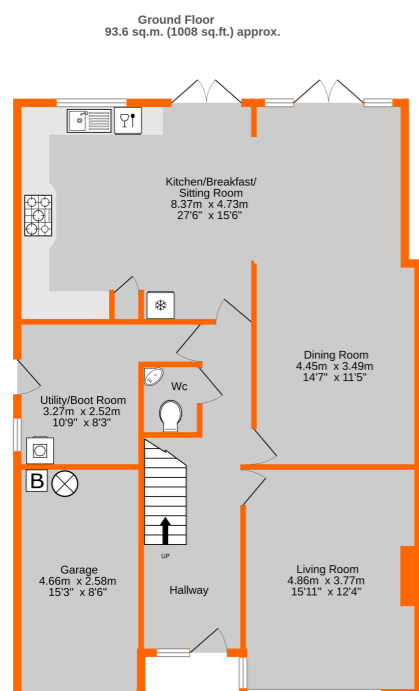 Ground Floor
93.6 sq.m. (1008 sq.ft.) approx.
Kitchen/Breakfast/
Sitting Room
8.37m x 4.73m
27'6" x 15'6"
Dining Room
4.45m x 3.49m
14'7" x 11'5"
Wc
Utility/Boot Room
3.27m x 2.52m
10'9" x 8'3"
B
UP
Garage
4.66m x 2.58m
15'3" x 8'6"
Hallway
Living Room
4.86m x 3.77m
15'11" x 12'4"